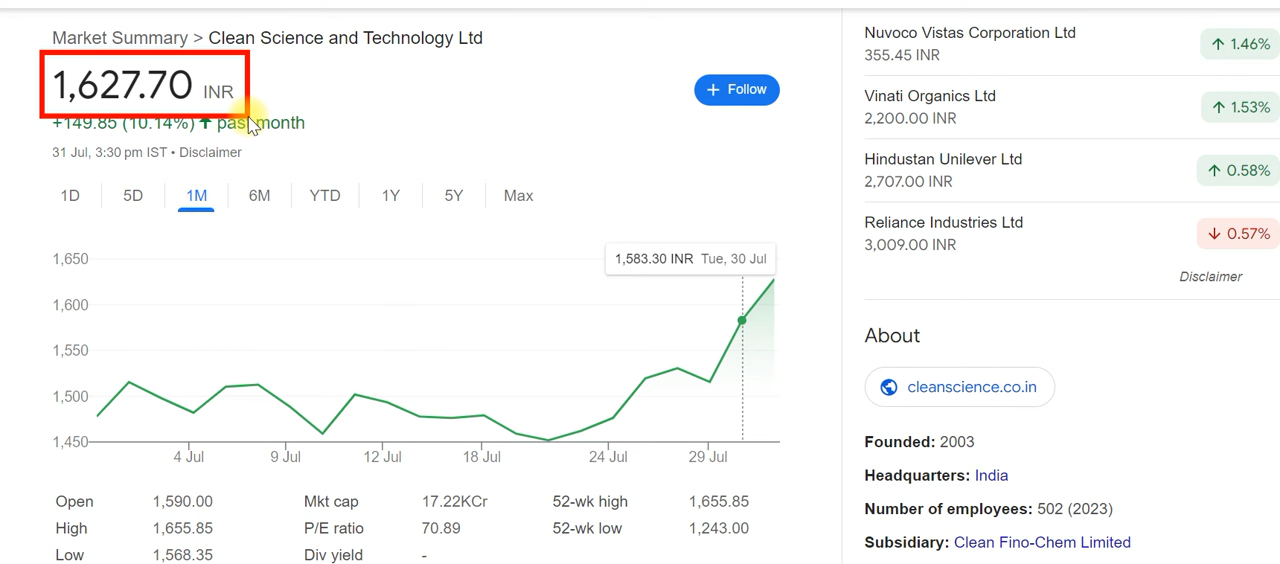 Market Summary > Clean Science and Technology Ltd
1,627.70 INR
+149.85 (10.14%) ↑ past month
31 Jul, 3:30 pm IST • Disclaimer
+ Follow
1D 5D 1M 6M YTD 1Y 5Y Max
1,583.30 INR Tue, 30 Jul
1,650
1,600
1,550
1,500
1,450
4 Jul 9 Jul 12 Jul 18 Jul 24 Jul 29 Jul
Open 1,590.00 Mkt cap 17.22KCr 52-wk high 1,655.85
High 1,655.85 P/E ratio 70.89 52-wk low 1,243.00
Low 1,568.35 Div yield -
Nuvoco Vistas Corporation Ltd
355.45 INR
↑ 1.46%
Vinati Organics Ltd
2,200.00 INR
↑ 1.53%
Hindustan Unilever Ltd
2,707.00 INR
↑ 0.58%
Reliance Industries Ltd
3,009.00 INR
↓ 0.57%
Disclaimer
About
cleanscience.co.in
Founded: 2003
Headquarters: India
Number of employees: 502 (2023)
Subsidiary: Clean Fino-Chem Limited